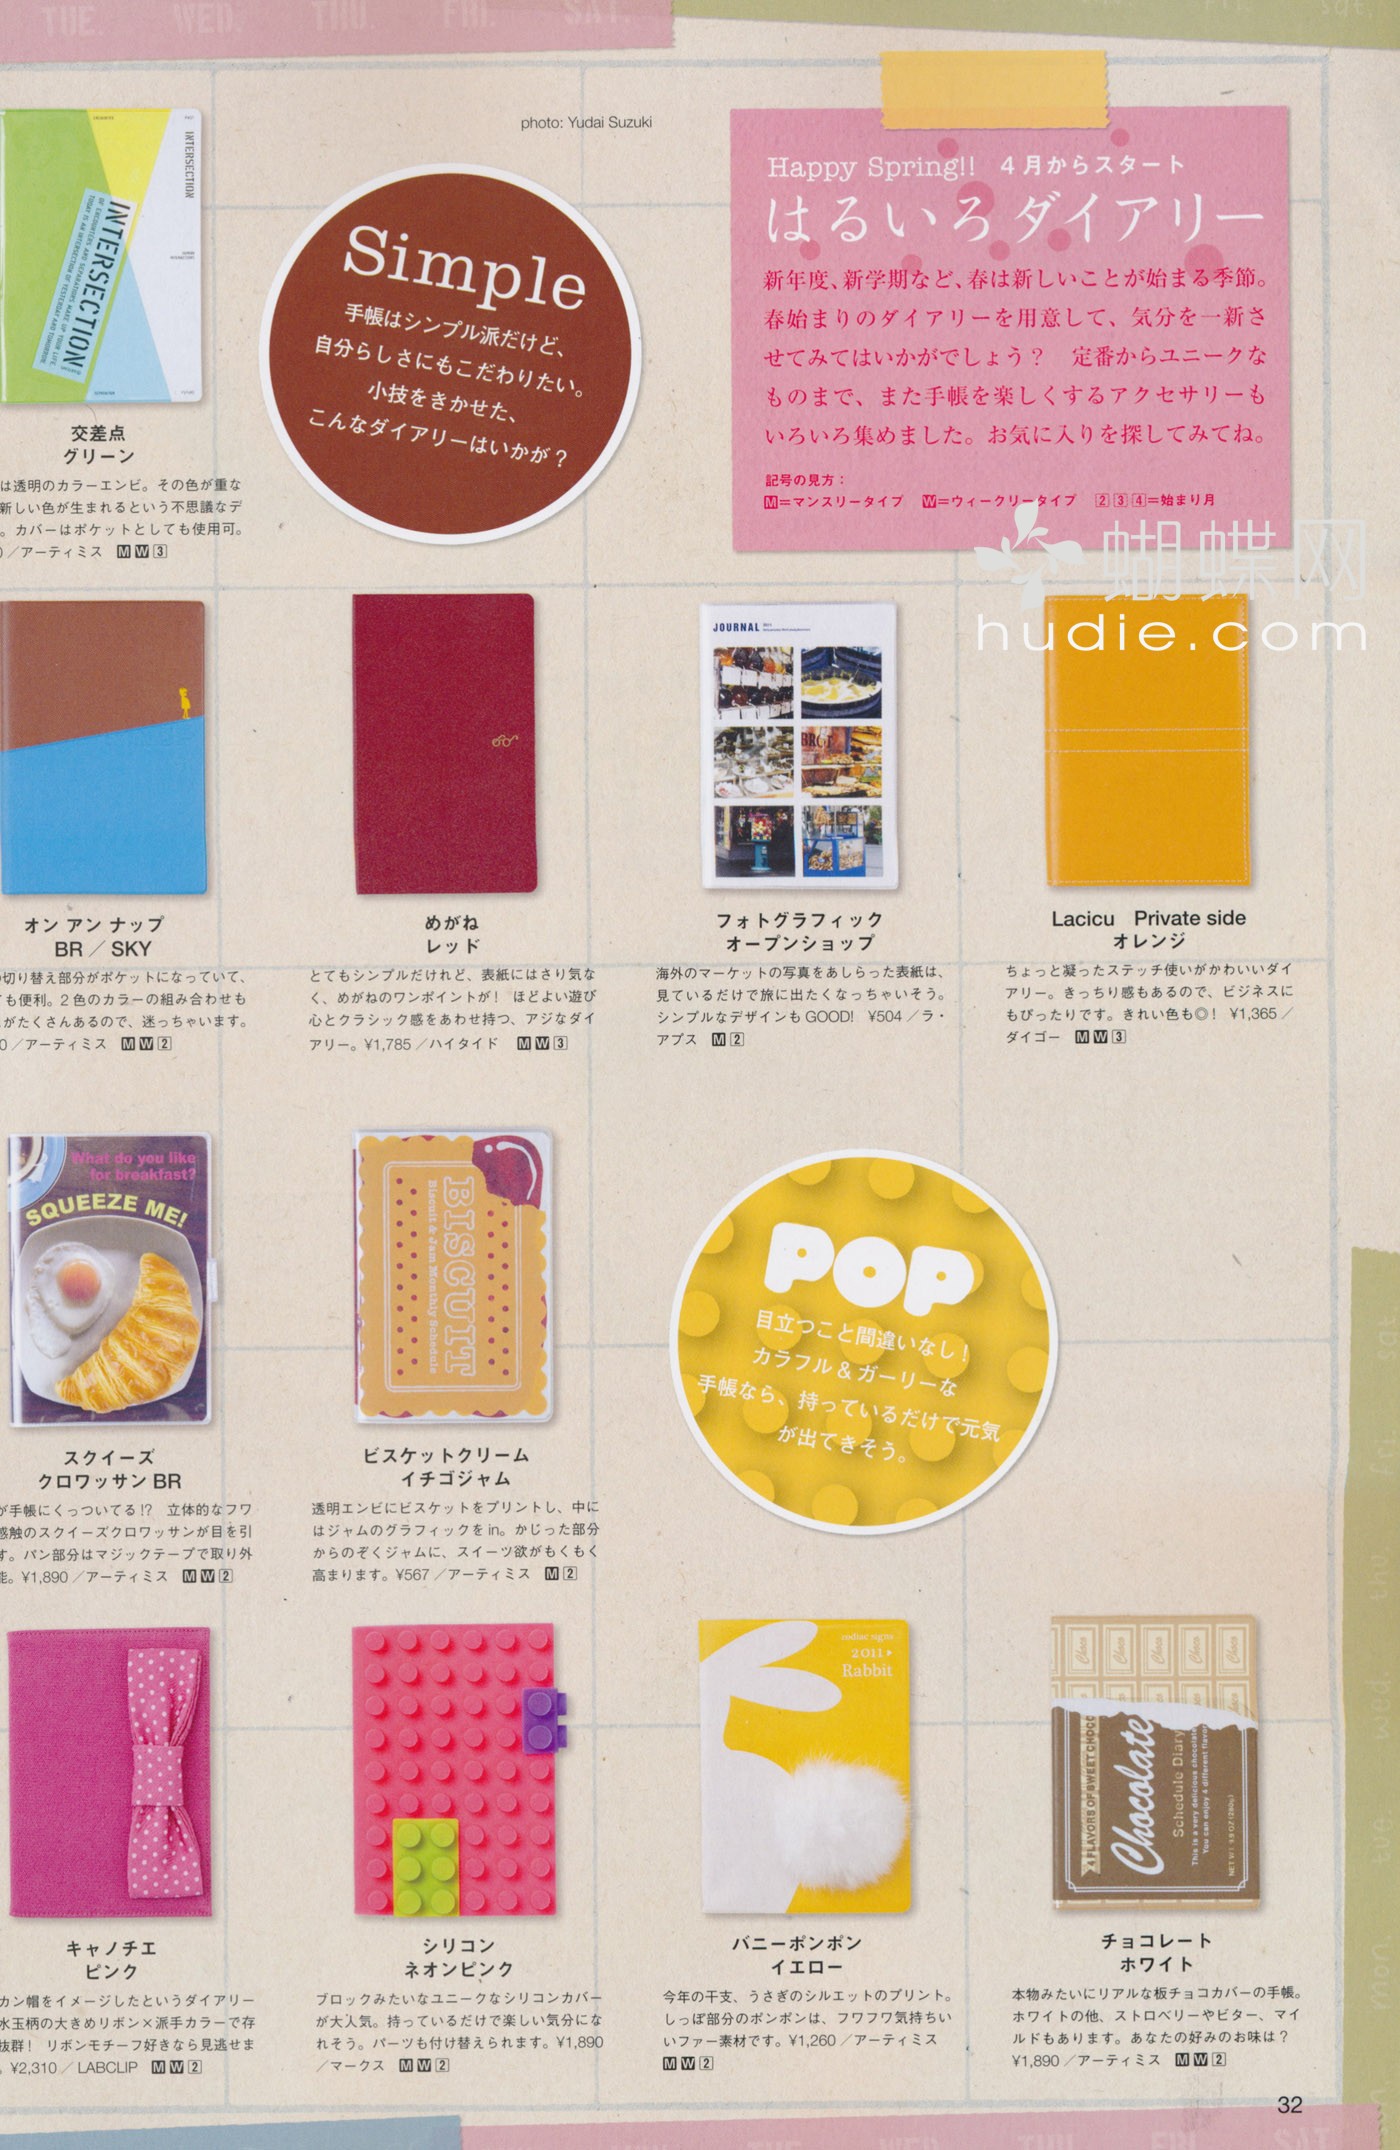 TUE. WED. THU. FRI. SAT.
photo: Yudai Suzuki
Happy Spring!! 4月からスタート
はるいろダイアリー
新年度、新学期など、春は新しいことが始まる季節。
春始まりのダイアリーを用意して、気分を一新さ
せてみてはいかがでしょう？　定番からユニークな
ものまで、また手帳を楽しくするアクセサリーも
いろいろ集めました。お気に入りを探してみてね。
記号の見方：
M=マンスリータイプ　W=ウィークリータイプ　2 3 4=始まり月
蝴蝶网
hudie.com
Simple
手帳はシンプル派だけど、
自分らしさにもこだわりたい。
小技をきかせた、
こんなダイアリーはいかが？
INTERSECTION
INTERSECTION
OF ENCOUNTERS AND SEPARATIONS MAKE UP YOUR LIFE.
TODAY IS AN INTERSECTION OF YESTERDAY AND TOMORROW.
交差点
グリーン
は透明のカラーエンビ。その色が重な
新しい色が生まれるという不思議なデ
。カバーはポケットとしても使用可。
0／アーティミス　M W 3
オン アン ナップ
BR／SKY
の切り替え部分がポケットになっていて、
ても便利。2色のカラーの組み合わせも
がたくさんあるので、迷っちゃいます。
0／アーティミス　M W 2
めがね
レッド
とてもシンプルだけれど、表紙にはさり気な
く、めがねのワンポイントが！ ほどよい遊び
心とクラシック感をあわせ持つ、アジなダイ
アリー。¥1,785／ハイタイド　M W 3
JOURNAL
BROT
フォトグラフィック
オープンショップ
海外のマーケットの写真をあしらった表紙は、
見ているだけで旅に出たくなっちゃいそう。
シンプルなデザインもGOOD! ¥504／ラ・
アプス　M 2
Lacicu　Private side
オレンジ
ちょっと凝ったステッチ使いがかわいいダイ
アリー。きっちり感もあるので、ビジネスに
もぴったりです。きれい色も◎！ ¥1,365／
ダイゴー　M W 3
What do you like
for breakfast?
SQUEEZE ME!
スクイーズ
クロワッサンBR
が手帳にくっついてる!?　立体的なフワ
感触のスクイーズクロワッサンが目を引
す。パン部分はマジックテープで取り外
能。¥1,890／アーティミス　M W 2
BISCUIT
Biscuit & Jam Monthly Schedule
ビスケットクリーム
イチゴジャム
透明エンビにビスケットをプリントし、中に
はジャムのグラフィックをin。かじった部分
からのぞくジャムに、スイーツ欲がもくもく
高まります。¥567／アーティミス　M 2
POP
目立つこと間違いなし！
カラフル＆ガーリーな
手帳なら、持っているだけで元気
が出てきそう。
キャノチエ
ピンク
カン帽をイメージしたというダイアリー
水玉柄の大きめリボン×派手カラーで存
抜群！ リボンモチーフ好きなら見逃せま
。¥2,310／LABCLIP　M W 2
シリコン
ネオンピンク
ブロックみたいなユニークなシリコンカバー
が大人気。持っているだけで楽しい気分にな
れそう。パーツも付け替えられます。¥1,890
／マークス　M W 2
zodiac signs
2011
Rabbit
バニーポンポン
イエロー
今年の干支、うさぎのシルエットのプリント。
しっぽ部分のポンポンは、フワフワ気持ちい
いファー素材です。¥1,260／アーティミス
M W 2
Choco Choco Choco Choco Choco
FLAVORS OF SWEET CHOCO
Chocolate
Schedule Diary
This is a very delicious chocolate
You can enjoy 4 different flavor
チョコレート
ホワイト
本物みたいにリアルな板チョコカバーの手帳。
ホワイトの他、ストロベリーやビター、マイ
ルドもあります。あなたの好みのお味は？
¥1,890／アーティミス　M W 2
32